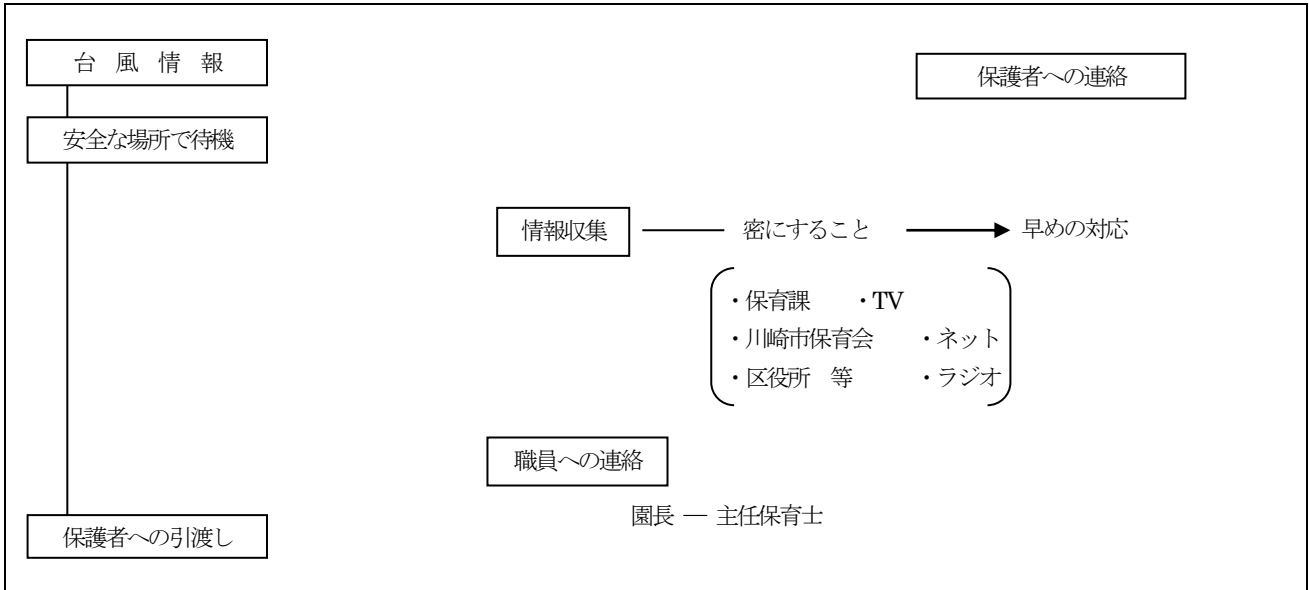 台 風 情 報
保護者への連絡
安全な場所で待機
情報収集 密にすること 早めの対応
・保育課 ・TV
・川崎市保育会 ・ネット
・区役所 等 ・ラジオ
職員への連絡
園長 ― 主任保育士
保護者への引渡し